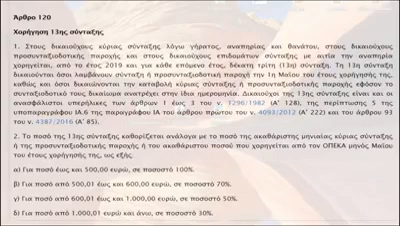 Άρθρο 120
Χορήγηση 13ης σύνταξης
1. Στους δικαιούχους κύριας σύνταξης λόγω γήρατος, αναπηρίας και θανάτου, στους δικαιούχους
προσυνταξιοδοτικής παροχής και στους δικαιούχους επιδομάτων σύνταξης με αιτία την αναπηρία
χορηγείται, από το έτος 2019 και για κάθε επόμενο έτος, δέκατη τρίτη (13η) σύνταξη. Τη 13η σύνταξη
δικαιούνται όσοι λαμβάνουν σύνταξη ή προσυνταξιοδοτική παροχή την 1η Μαΐου του έτους χορήγησής της,
καθώς και όσοι δικαιώνονται την καταβολή κύριας σύνταξης ή προσυνταξιοδοτικής παροχής εφόσον το
συνταξιοδοτικό τους δικαίωμα ανατρέχει στην ίδια ημερομηνία. Δικαιούχοι της 13ης σύνταξης είναι και οι
ανασφάλιστοι υπερήλικες των άρθρων 1 έως 3 του ν. 1296/1982 (Α' 128), της περίπτωσης 5 της
υποπαραγράφου ΙΑ.6 της παραγράφου ΙΑ του άρθρου πρώτου του ν. 4093/2012 (Α' 222) και του άρθρου 93
του ν. 4387/2016 (Α' 85).
2. Το ποσό της 13ης σύνταξης καθορίζεται ανάλογα με το ποσό της ακαθάριστης μηνιαίας κύριας σύνταξης
ή της προσυνταξιοδοτικής παροχής ή του ακαθάριστου ποσού που χορηγείται από τον ΟΠΕΚΑ μηνός Μαΐου
του έτους χορήγησής της, ως εξής.
α) Για ποσό έως και 500,00 ευρώ, σε ποσοστό 100%.
β) Για ποσό από 500,01 έως και 600,00 ευρώ, σε ποσοστό 70%.
γ) Για ποσό από 600,01 έως και 1.000,00 ευρώ, σε ποσοστό 50%.
δ) Για ποσό από 1.000,01 ευρώ και άνω, σε ποσοστό 30%.